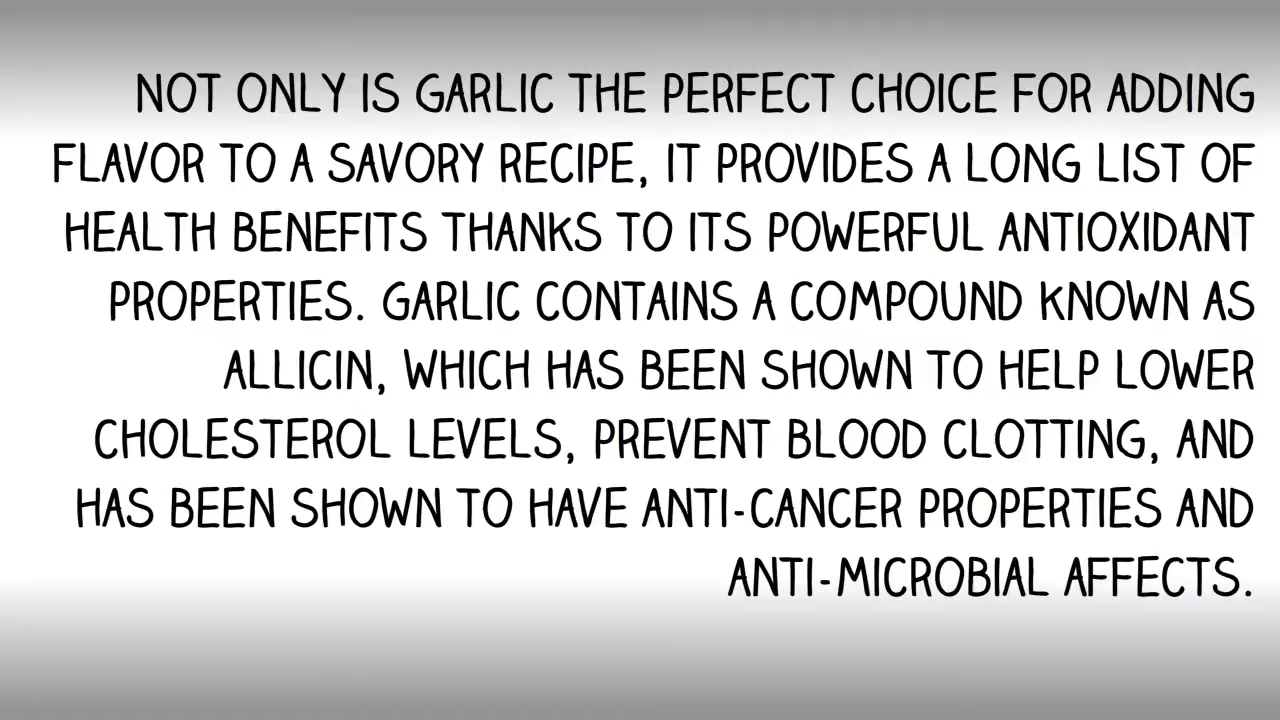 NOT ONLY IS GARLIC THE PERFECT CHOICE FOR ADDING
FLAVOR TO A SAVORY RECIPE, IT PROVIDES A LONG LIST OF
HEALTH BENEFITS THANKS TO ITS POWERFUL ANTIOXIDANT
PROPERTIES. GARLIC CONTAINS A COMPOUND KNOWN AS
ALLICIN, WHICH HAS BEEN SHOWN TO HELP LOWER
CHOLESTEROL LEVELS, PREVENT BLOOD CLOTTING, AND
HAS BEEN SHOWN TO HAVE ANTI-CANCER PROPERTIES AND
ANTI-MICROBIAL AFFECTS.